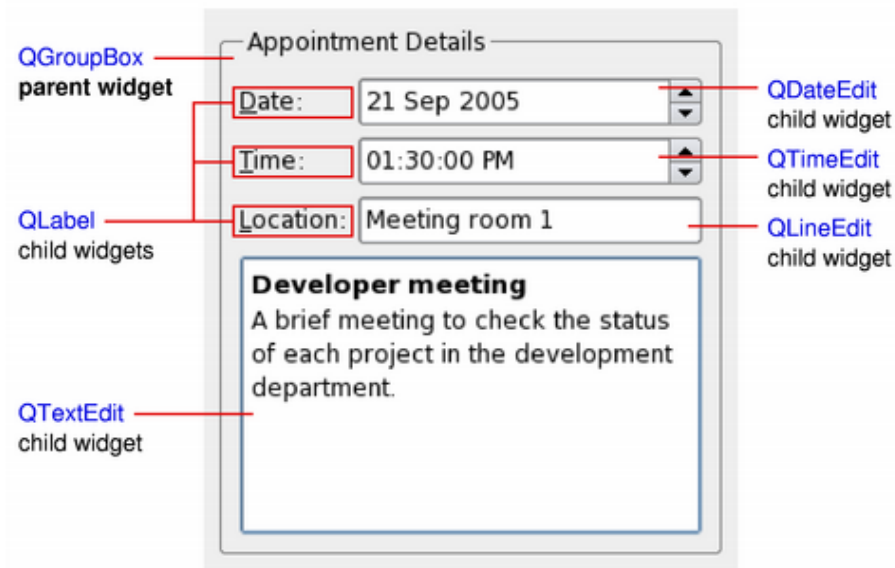 Appointment Details
QGroupBox
parent widget
Date:
21 Sep 2005
QDateEdit
child widget
Time:
01:30:00 PM
QTimeEdit
child widget
QLabel
child widgets
Location:
Meeting room 1
QLineEdit
child widget
Developer meeting
A brief meeting to check the status
of each project in the development
department.
QTextEdit
child widget